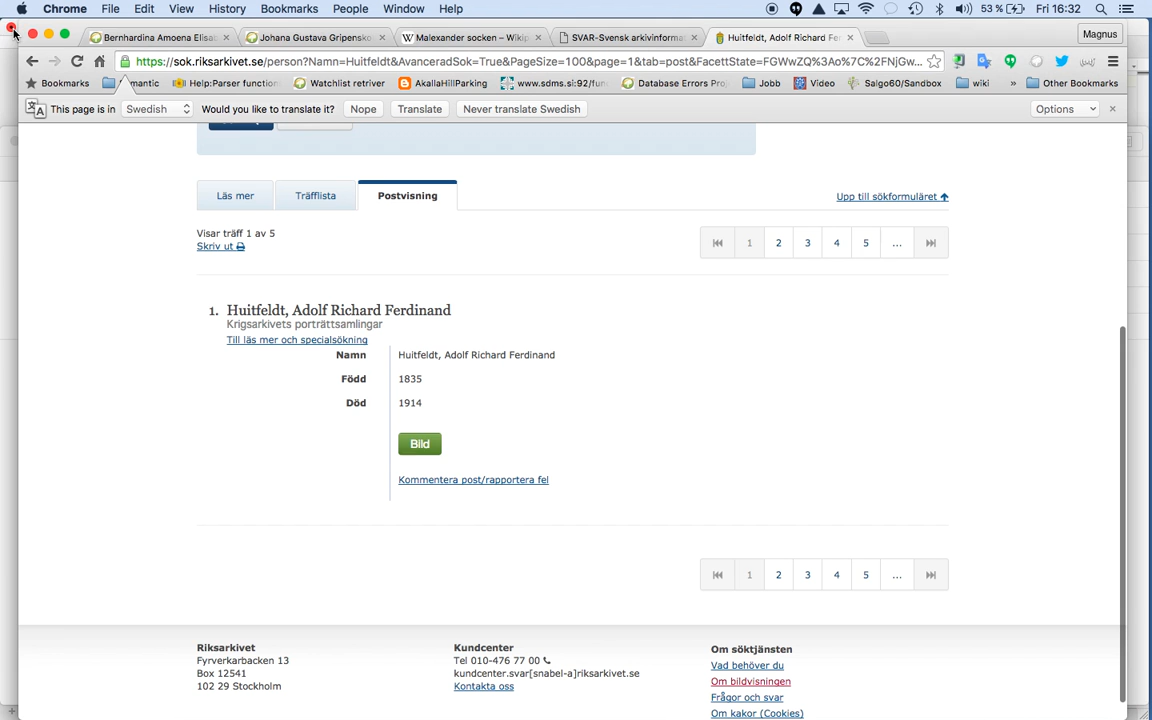 Chrome File Edit View History Bookmarks People Window Help 53 % Fri 16:32
Bernhardina Amoena Elisab Johana Gustava Gripensko Malexander socken – Wikip SVAR-Svensk arkivinforma Huitfeldt, Adolf Richard Fer Magnus
https://sok.riksarkivet.se/person?Namn=Huitfeldt&AvanceradSok=True&PageSize=100&page=1&tab=post&FacettState=FGWwZQ%3Ao%7C%2FNjGw...
Bookmarks mantic Help:Parser function Watchlist retriver AkallaHillParking www.sdms.si:92/fun Database Errors Pro Jobb Video Salgo60/Sandbox wiki » Other Bookmarks
This page is in Swedish Would you like to translate it? Nope Translate Never translate Swedish Options
Läs mer Träfflista Postvisning Upp till sökformuläret
Visar träff 1 av 5
Skriv ut
1 2 3 4 5 ...
1. Huitfeldt, Adolf Richard Ferdinand
Krigsarkivets porträttsamlingar
Till läs mer och specialsökning
Namn Huitfeldt, Adolf Richard Ferdinand
Född 1835
Död 1914
Bild
Kommentera post/rapportera fel
1 2 3 4 5 ...
Riksarkivet
Fyrverkarbacken 13
Box 12541
102 29 Stockholm
Kundcenter
Tel 010-476 77 00
kundcenter.svar[snabel-a]riksarkivet.se
Kontakta oss
Om söktjänsten
Vad behöver du
Om bildvisningen
Frågor och svar
Om kakor (Cookies)